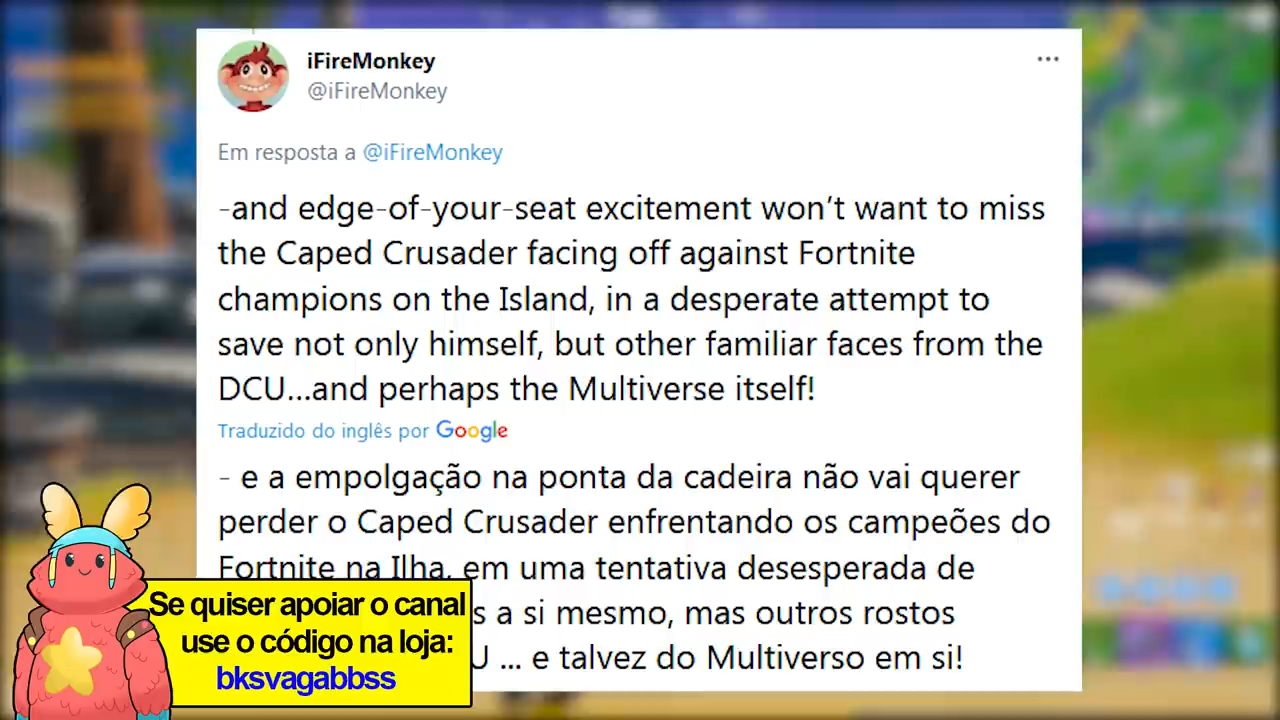 iFireMonkey
@iFireMonkey
Em resposta a @iFireMonkey
-and edge-of-your-seat excitement won’t want to miss
the Caped Crusader facing off against Fortnite
champions on the Island, in a desperate attempt to
save not only himself, but other familiar faces from the
DCU...and perhaps the Multiverse itself!
Traduzido do inglês por Google
- e a empolgação na ponta da cadeira não vai querer
perder o Caped Crusader enfrentando os campeões do
Fortnite na Ilha, em uma tentativa desesperada de
s a si mesmo, mas outros rostos
U ... e talvez do Multiverso em si!
Se quiser apoiar o canal
use o código na loja:
bksvagabbss